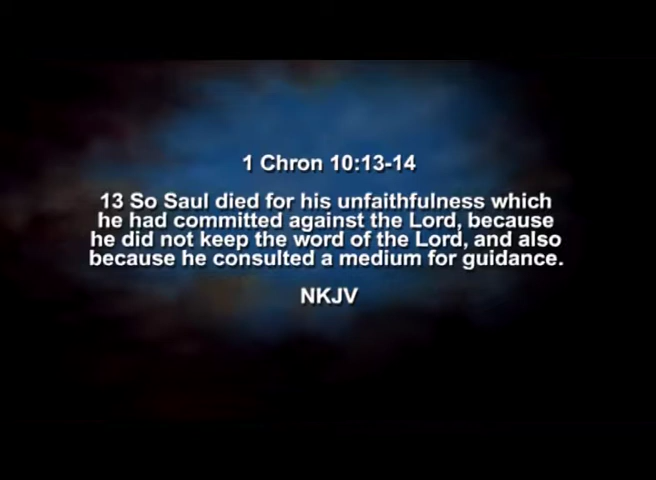 1 Chron 10:13-14
13 So Saul died for his unfaithfulness which
he had committed against the Lord, because
he did not keep the word of the Lord, and also
because he consulted a medium for guidance.
NKJV